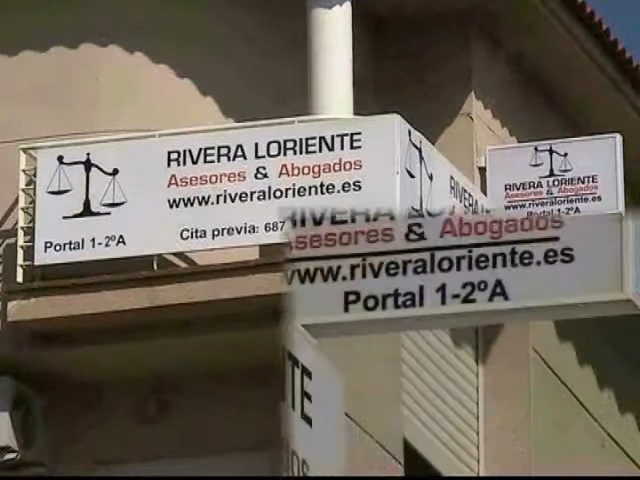 RIVERA LORIENTE
Asesores & Abogados
www.riveraloriente.es
Portal 1-2ºA
Cita previa: 687
RIVERA LORIENTE
Asesores & Abogados
www.riveraloriente.es
Portal 1-2ºA
RIVERA
Asesores & Abogados
www.riveraloriente.es
Portal 1-2ºA